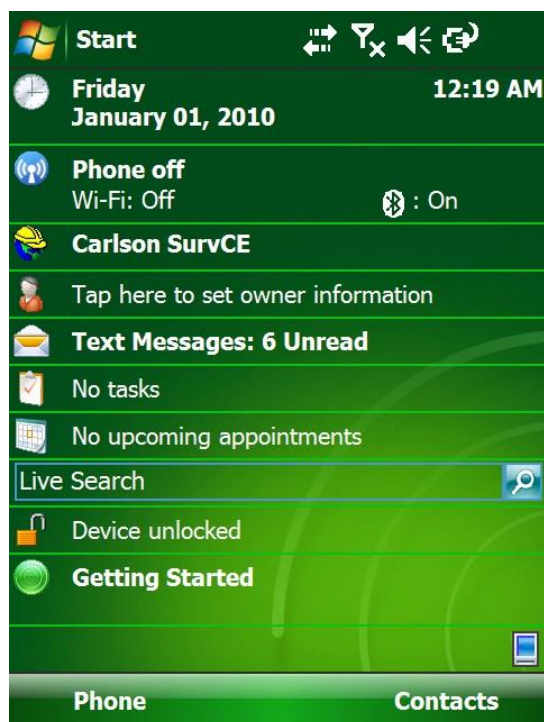 Start
Friday 12:19 AM
January 01, 2010
Phone off
Wi-Fi: Off : On
Carlson SurvCE
Tap here to set owner information
Text Messages: 6 Unread
No tasks
No upcoming appointments
Live Search
Device unlocked
Getting Started
Phone Contacts